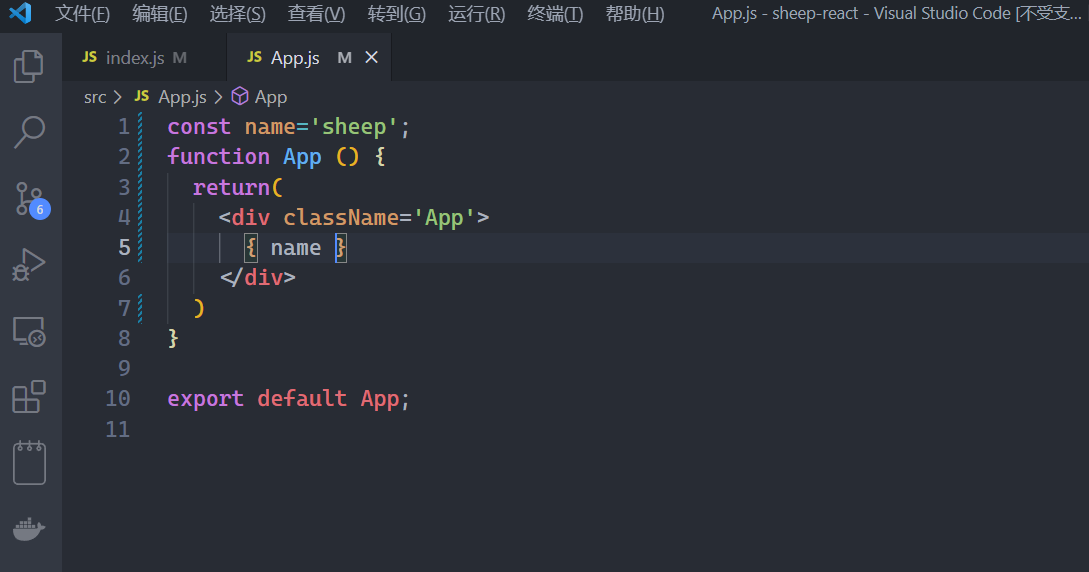 文件(F) 编辑(E) 选择(S) 查看(V) 转到(G) 运行(R) 终端(T) 帮助(H) App.js - sheep-react - Visual Studio Code [不受支...
JS index.js M JS App.js M
src > JS App.js > App
1 const name='sheep';
2 function App () {
3 return(
4 <div className='App'>
5 { name }
6 </div>
7 )
8 }
9
10 export default App;
11
6